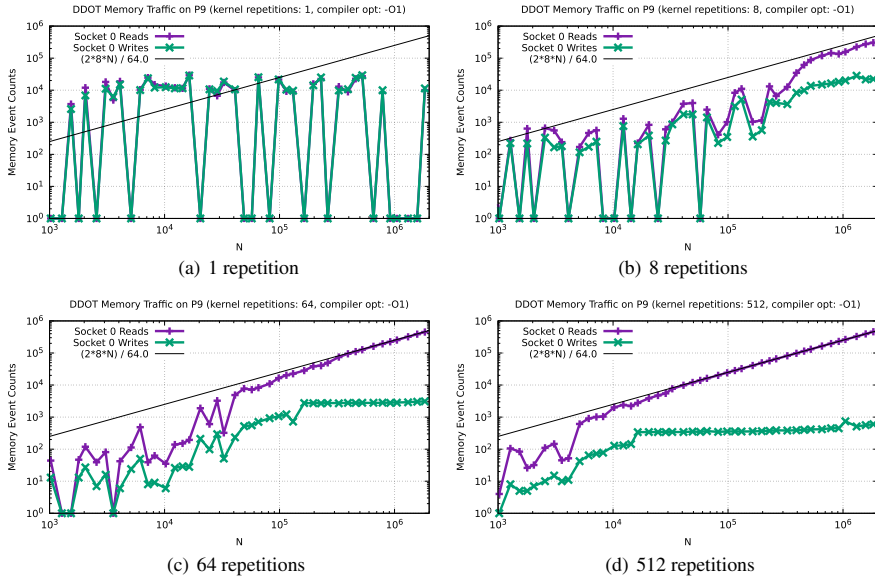 DDOT Memory Traffic on P9 (kernel repetitions: 1, compiler opt: -O1)
Memory Event Counts
10^6
10^5
10^4
10^3
10^2
10^1
10^0
Socket 0 Reads
Socket 0 Writes
(2*8*N) / 64.0
10^3
10^4
10^5
10^6
N
(a) 1 repetition
DDOT Memory Traffic on P9 (kernel repetitions: 8, compiler opt: -O1)
Memory Event Counts
10^6
10^5
10^4
10^3
10^2
10^1
10^0
Socket 0 Reads
Socket 0 Writes
(2*8*N) / 64.0
10^3
10^4
10^5
10^6
N
(b) 8 repetitions
DDOT Memory Traffic on P9 (kernel repetitions: 64, compiler opt: -O1)
Memory Event Counts
10^6
10^5
10^4
10^3
10^2
10^1
10^0
Socket 0 Reads
Socket 0 Writes
(2*8*N) / 64.0
10^3
10^4
10^5
10^6
N
(c) 64 repetitions
DDOT Memory Traffic on P9 (kernel repetitions: 512, compiler opt: -O1)
Memory Event Counts
10^6
10^5
10^4
10^3
10^2
10^1
10^0
Socket 0 Reads
Socket 0 Writes
(2*8*N) / 64.0
10^3
10^4
10^5
10^6
N
(d) 512 repetitions